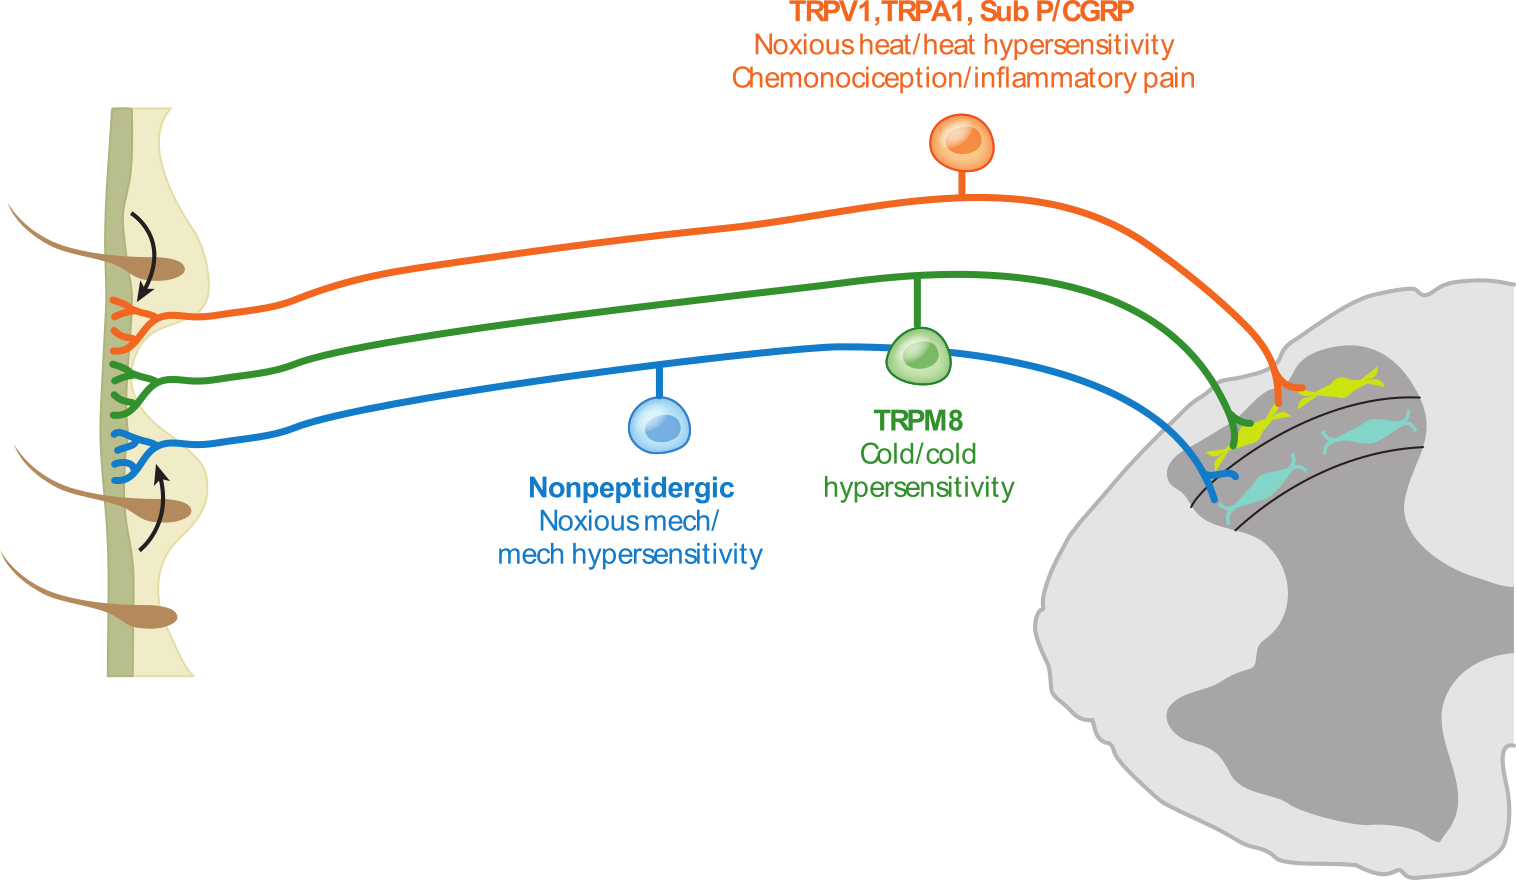 TRPV1,TRPA1, Sub P/CGRP
Noxious heat/heat hypersensitivity
Chemonociception/inflammatory pain
TRPM8
Cold/cold
hypersensitivity
Nonpeptidergic
Noxious mech/
mech hypersensitivity